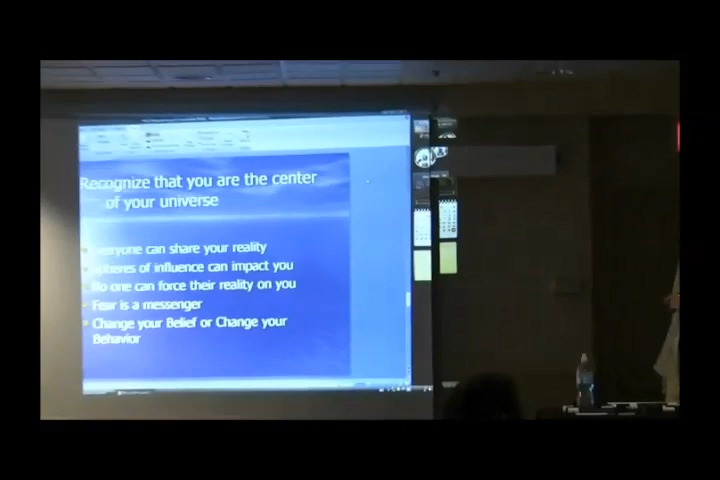 Recognize that you are the center
of your universe
Everyone can share your reality
Spheres of influence can impact you
No one can force their reality on you
Fear is a messenger
Change your Belief or Change your
Behavior